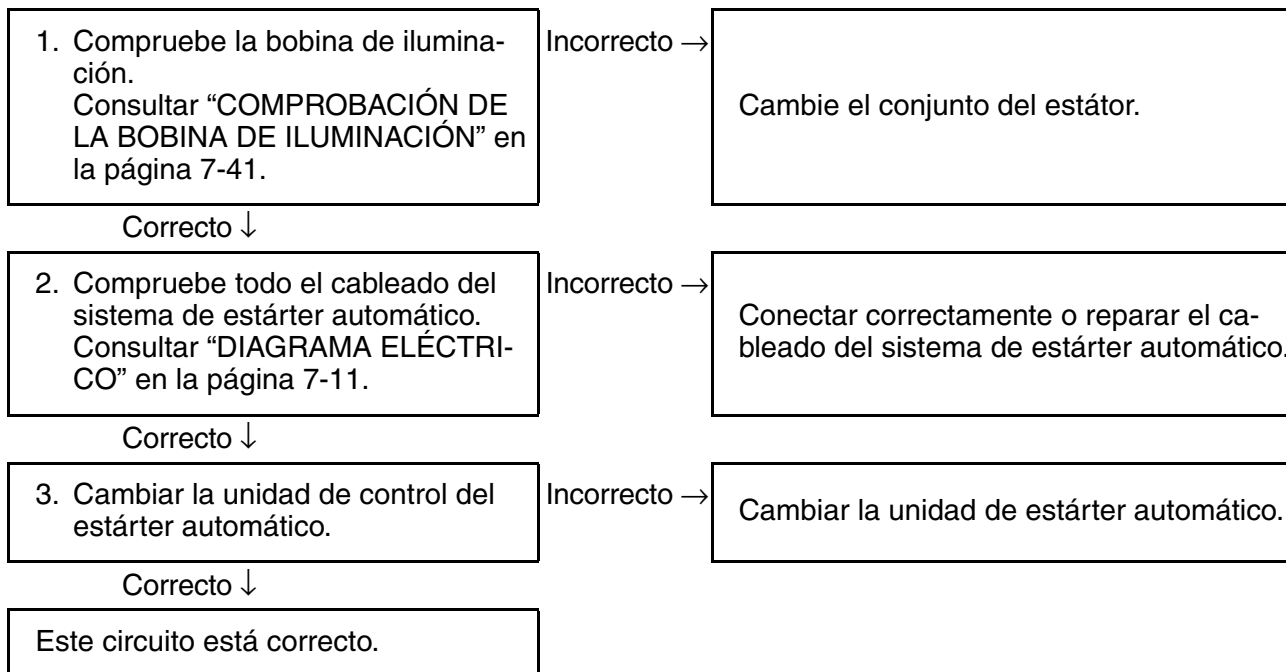 1. Compruebe la bobina de ilumina-
ción.
Consultar “COMPROBACIÓN DE
LA BOBINA DE ILUMINACIÓN” en
la página 7-41.
Incorrecto →
Cambie el conjunto del estátor.
Correcto ↓
2. Compruebe todo el cableado del
sistema de estárter automático.
Consultar “DIAGRAMA ELÉCTRI-
CO” en la página 7-11.
Incorrecto →
Conectar correctamente o reparar el ca-
bleado del sistema de estárter automático.
Correcto ↓
3. Cambiar la unidad de control del
estárter automático.
Incorrecto →
Cambiar la unidad de estárter automático.
Correcto ↓
Este circuito está correcto.